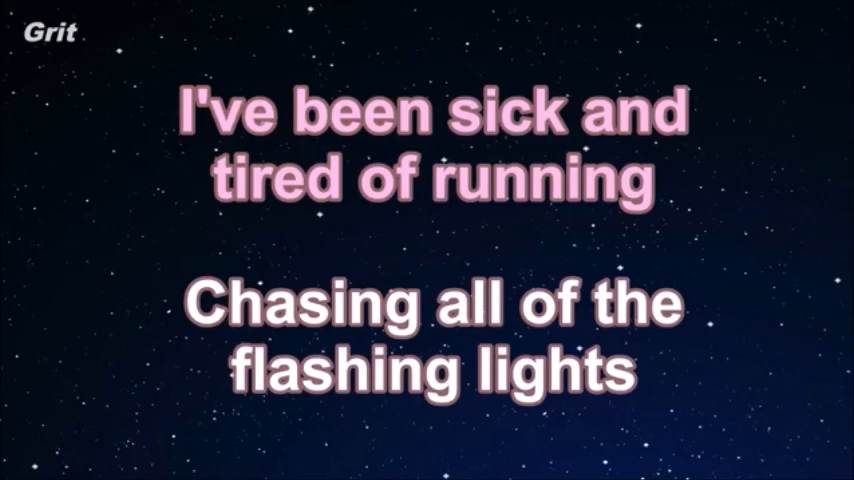 Grit
I've been sick and
tired of running
Chasing all of the
flashing lights